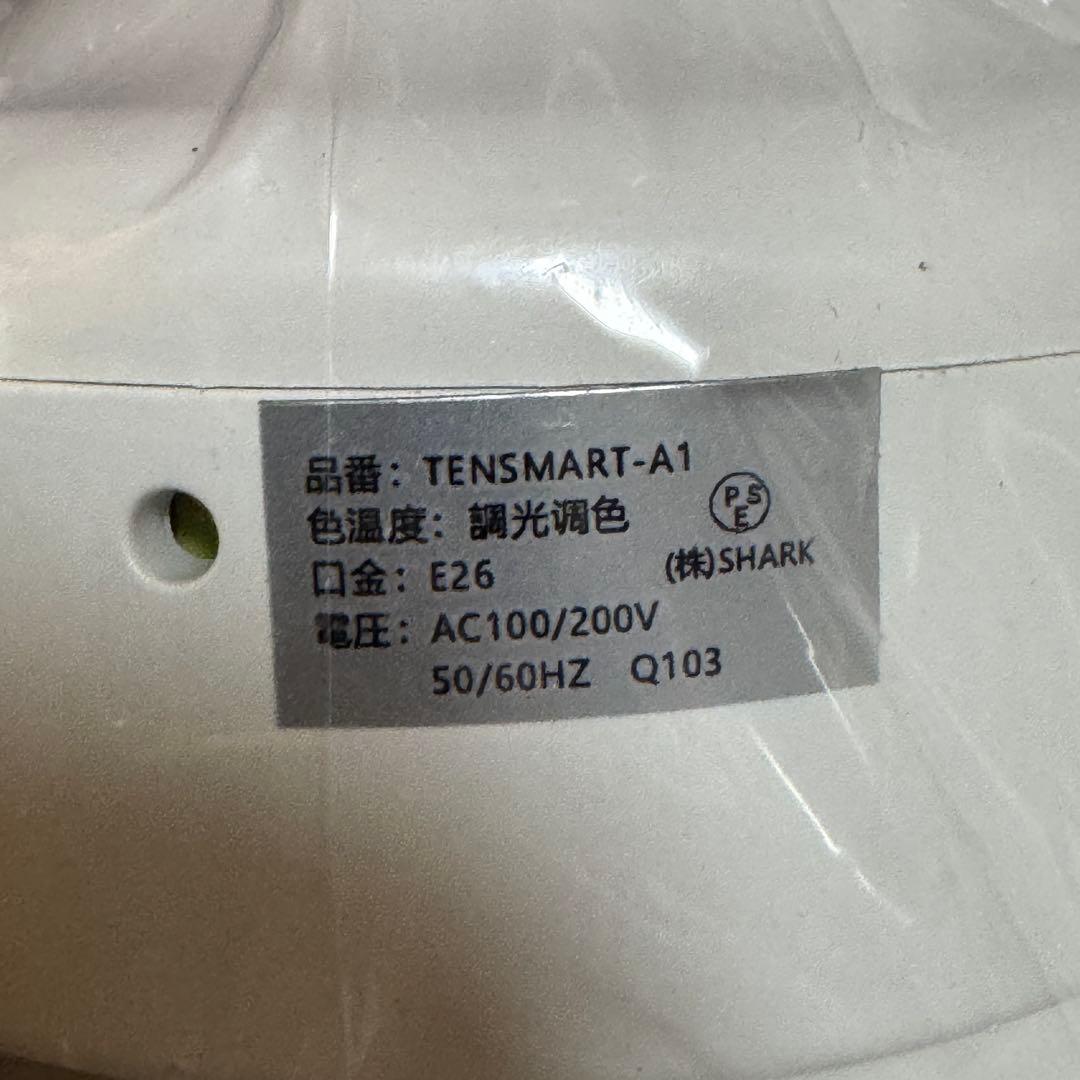 品番：TENSMART-A1
色温度：調光调色
PSE
口金：E26
(株)SHARK
電圧：AC100/200V
50/60HZ Q103